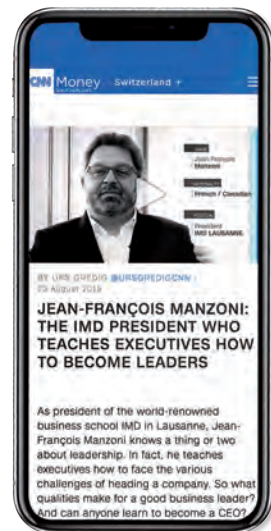 CNN Money Switzerland +
Jean François
Manzoni
French / Canadian
President
IMD LAUSANNE
BY URS GREDIG @URSGREDIGCNN
23 August 2019
JEAN-FRANÇOIS MANZONI:
THE IMD PRESIDENT WHO
TEACHES EXECUTIVES HOW
TO BECOME LEADERS
As president of the world-renowned
business school IMD in Lausanne, Jean-
François Manzoni knows a thing or two
about leadership. In fact, he teaches
executives how to face the various
challenges of heading a company. So what
qualities make for a good business leader?
And can anyone learn to become a CEO?